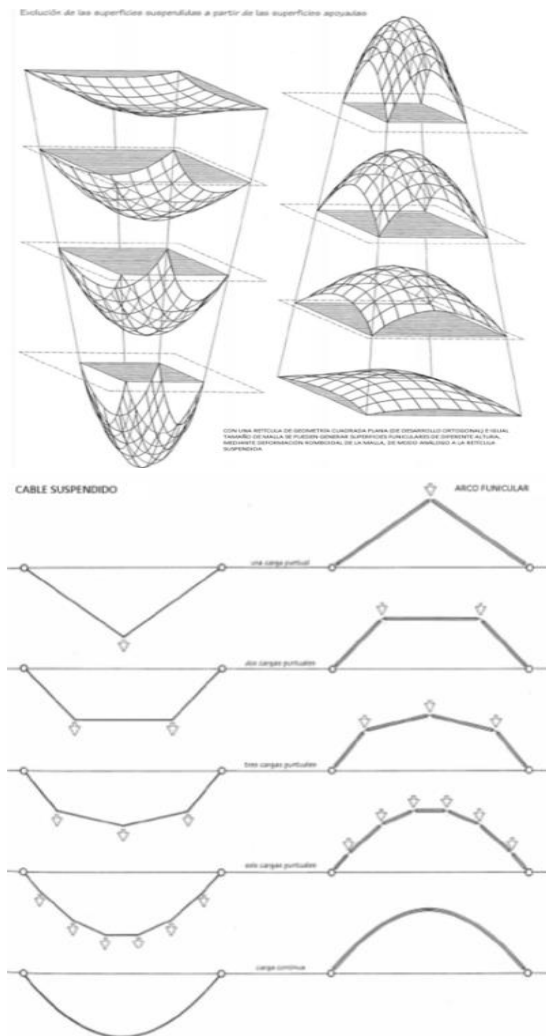 Evolución de las superficies suspendidas a partir de las superficies apoyadas
CON UNA RETÍCULA DE GEOMETRÍA CUADRADA PLANA (DE DESARROLLO ORTOGONAL) E IGUAL
TAMAÑO DE MALLA SE PUEDEN GENERAR SUPERFICIES FUNICULARES DE DIFERENTE ALTURA,
MEDIANTE DEFORMACIÓN ROMBOIDAL DE LA MALLA, DE MODO ANÁLOGO A LA RETÍCULA
SUSPENDIDA
CABLE SUSPENDIDO
ARCO FUNICULAR
una carga puntual
dos cargas puntuales
tres cargas puntuales
seis cargas puntuales
carga continua